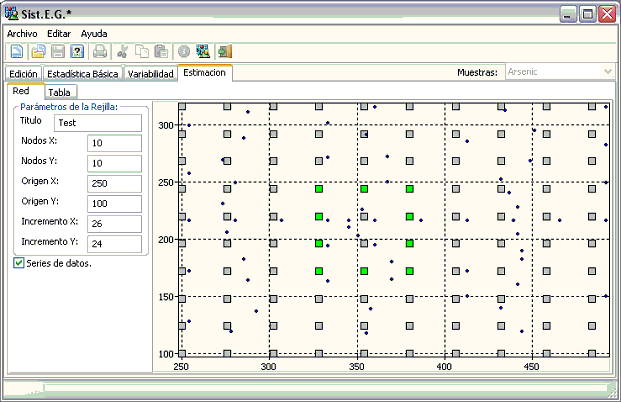 Sist.E.G.*
Archivo Editar Ayuda
Edición Estadística Básica Variabilidad Estimacion Muestras: Arsenic
Red Tabla
Parámetros de la Rejilla:
Titulo Test
Nodos X: 10
Nodos Y: 10
Origen X: 250
Origen Y: 100
Incremento X: 26
Incremento Y: 24
Series de datos.
300
250
200
150
100
250 300 350 400 450